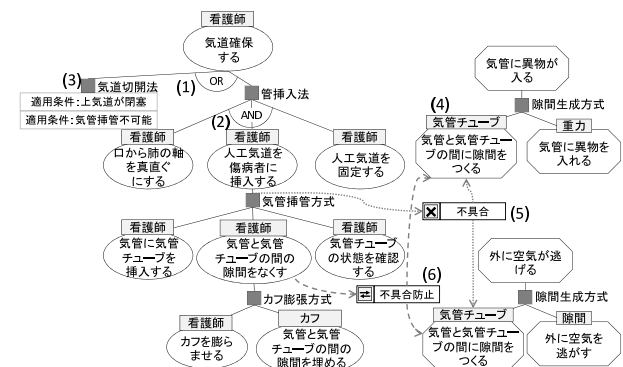 看護師
気道確保
する
(3)
気道切開法
(1)
OR
適用条件:上気道が閉塞
適用条件:気管挿管不可能
管挿入法
(2)
AND
看護師
口から肺の軸
を真直ぐ
にする
看護師
人工気道を
傷病者に
挿入する
看護師
人工気道を
固定する
気管挿管方式
看護師
気管に気管
チューブを
挿入する
看護師
気管と気管
チューブの間の
隙間をなくす
看護師
気管チューブ
の状態を確認
する
カフ膨張方式
看護師
カフを膨ら
ませる
カフ
気管と気管
チューブの間の
隙間を埋める
気管に異物が
入る
隙間生成方式
(4)
気管チューブ
気管と気管チュー
ブの間に隙間を
つくる
重力
気管に異物を
入れる
不具合
(5)
(6)
不具合防止
外に空気が逃
げる
隙間生成方式
気管チューブ
気管と気管チュー
ブの間に隙間を
つくる
隙間
外に空気を
逃がす